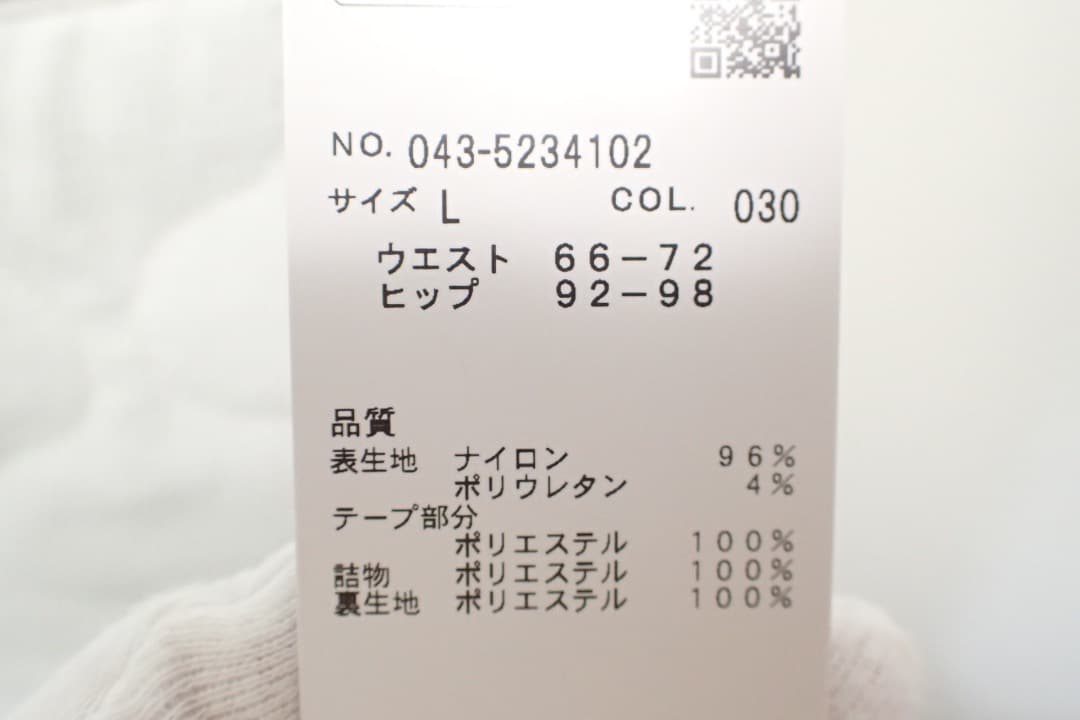 NO. 043-5234102
サイズ L COL. 030
ウエスト 66-72
ヒップ 92-98
品質
表生地 ナイロン 96%
ポリウレタン 4%
テープ部分
ポリエステル 100%
詰物 ポリエステル 100%
裏生地 ポリエステル 100%